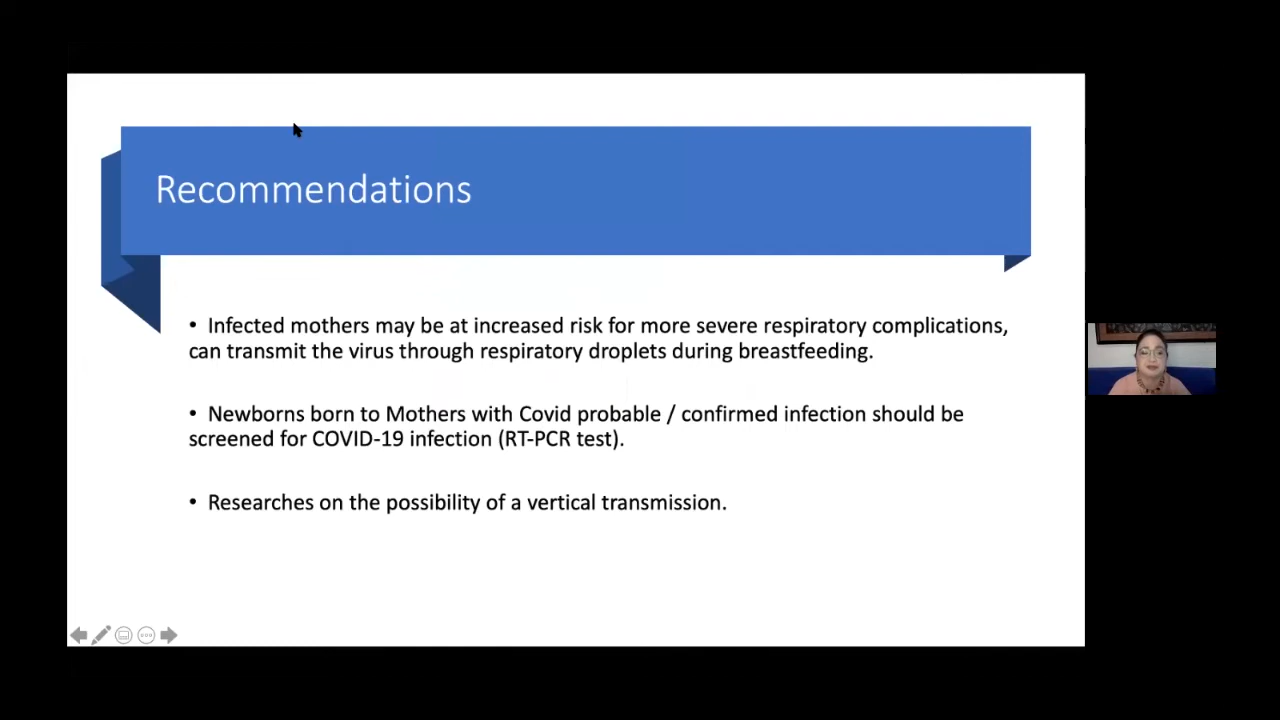 Recommendations
• Infected mothers may be at increased risk for more severe respiratory complications,
can transmit the virus through respiratory droplets during breastfeeding.
• Newborns born to Mothers with Covid probable / confirmed infection should be
screened for COVID-19 infection (RT-PCR test).
• Researches on the possibility of a vertical transmission.